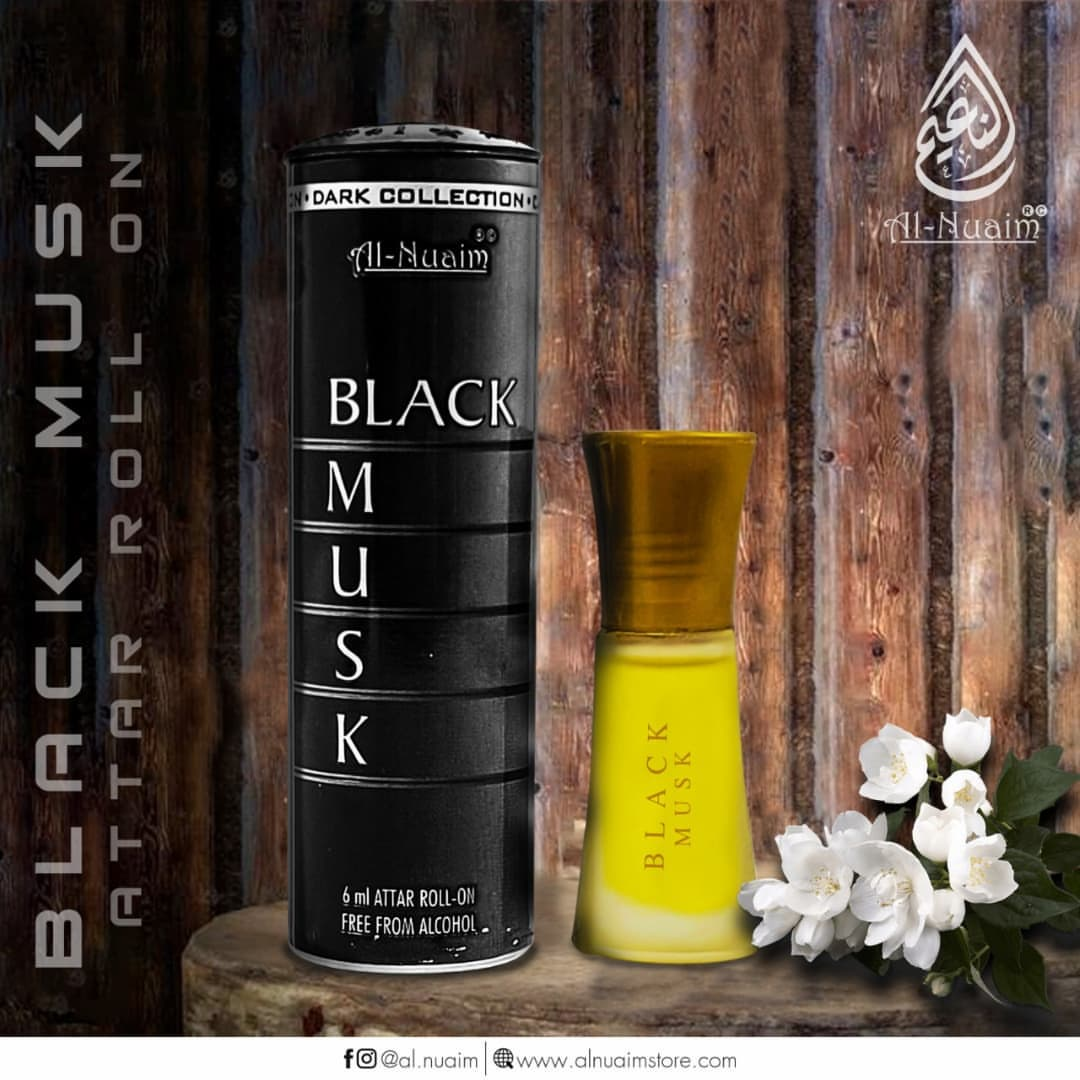 BLACK MUSK
ATTAR ROLL ON
DARK COLLECTION
Al-Nuaim
BLACK
M
U
S
K
6 ml ATTAR ROLL-ON
FREE FROM ALCOHOL
BLACK
MUSK
النعيم
Al-Nuaim
@al.nuaim | www.alnuaimstore.com